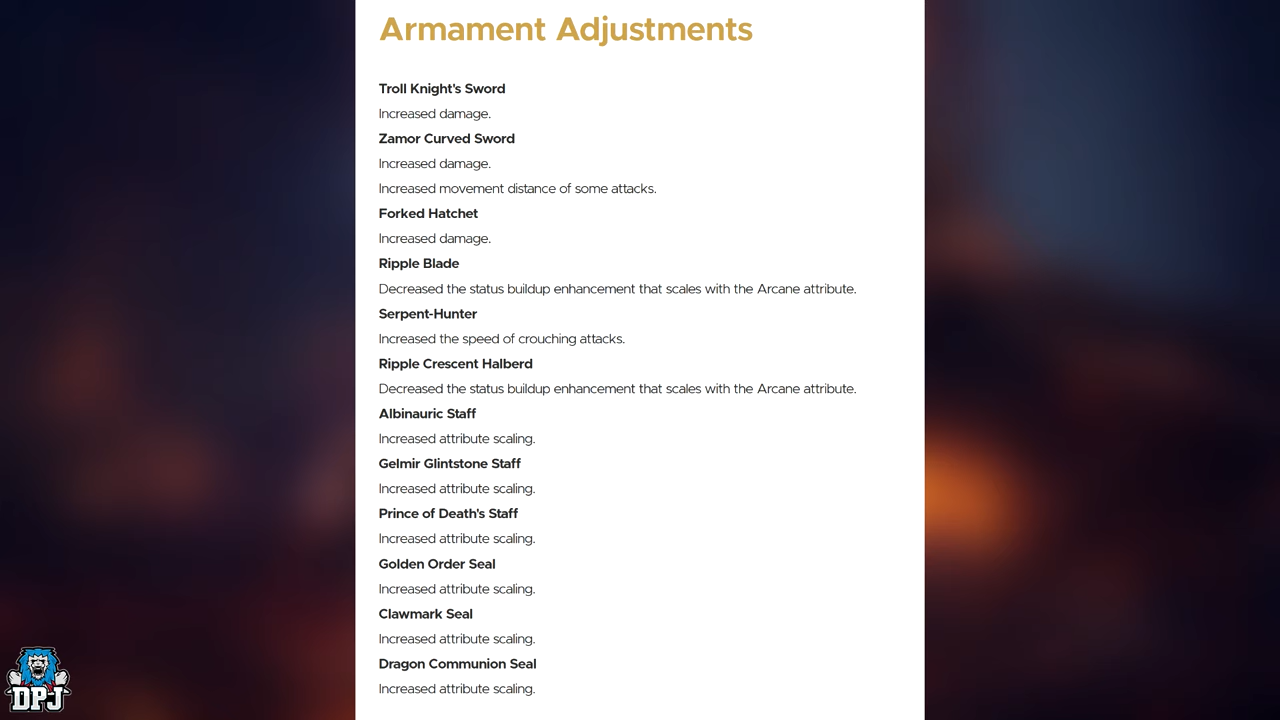 Armament Adjustments
Troll Knight's Sword
Increased damage.
Zamor Curved Sword
Increased damage.
Increased movement distance of some attacks.
Forked Hatchet
Increased damage.
Ripple Blade
Decreased the status buildup enhancement that scales with the Arcane attribute.
Serpent-Hunter
Increased the speed of crouching attacks.
Ripple Crescent Halberd
Decreased the status buildup enhancement that scales with the Arcane attribute.
Albinauric Staff
Increased attribute scaling.
Gelmir Glintstone Staff
Increased attribute scaling.
Prince of Death's Staff
Increased attribute scaling.
Golden Order Seal
Increased attribute scaling.
Clawmark Seal
Increased attribute scaling.
Dragon Communion Seal
Increased attribute scaling.
DPJ